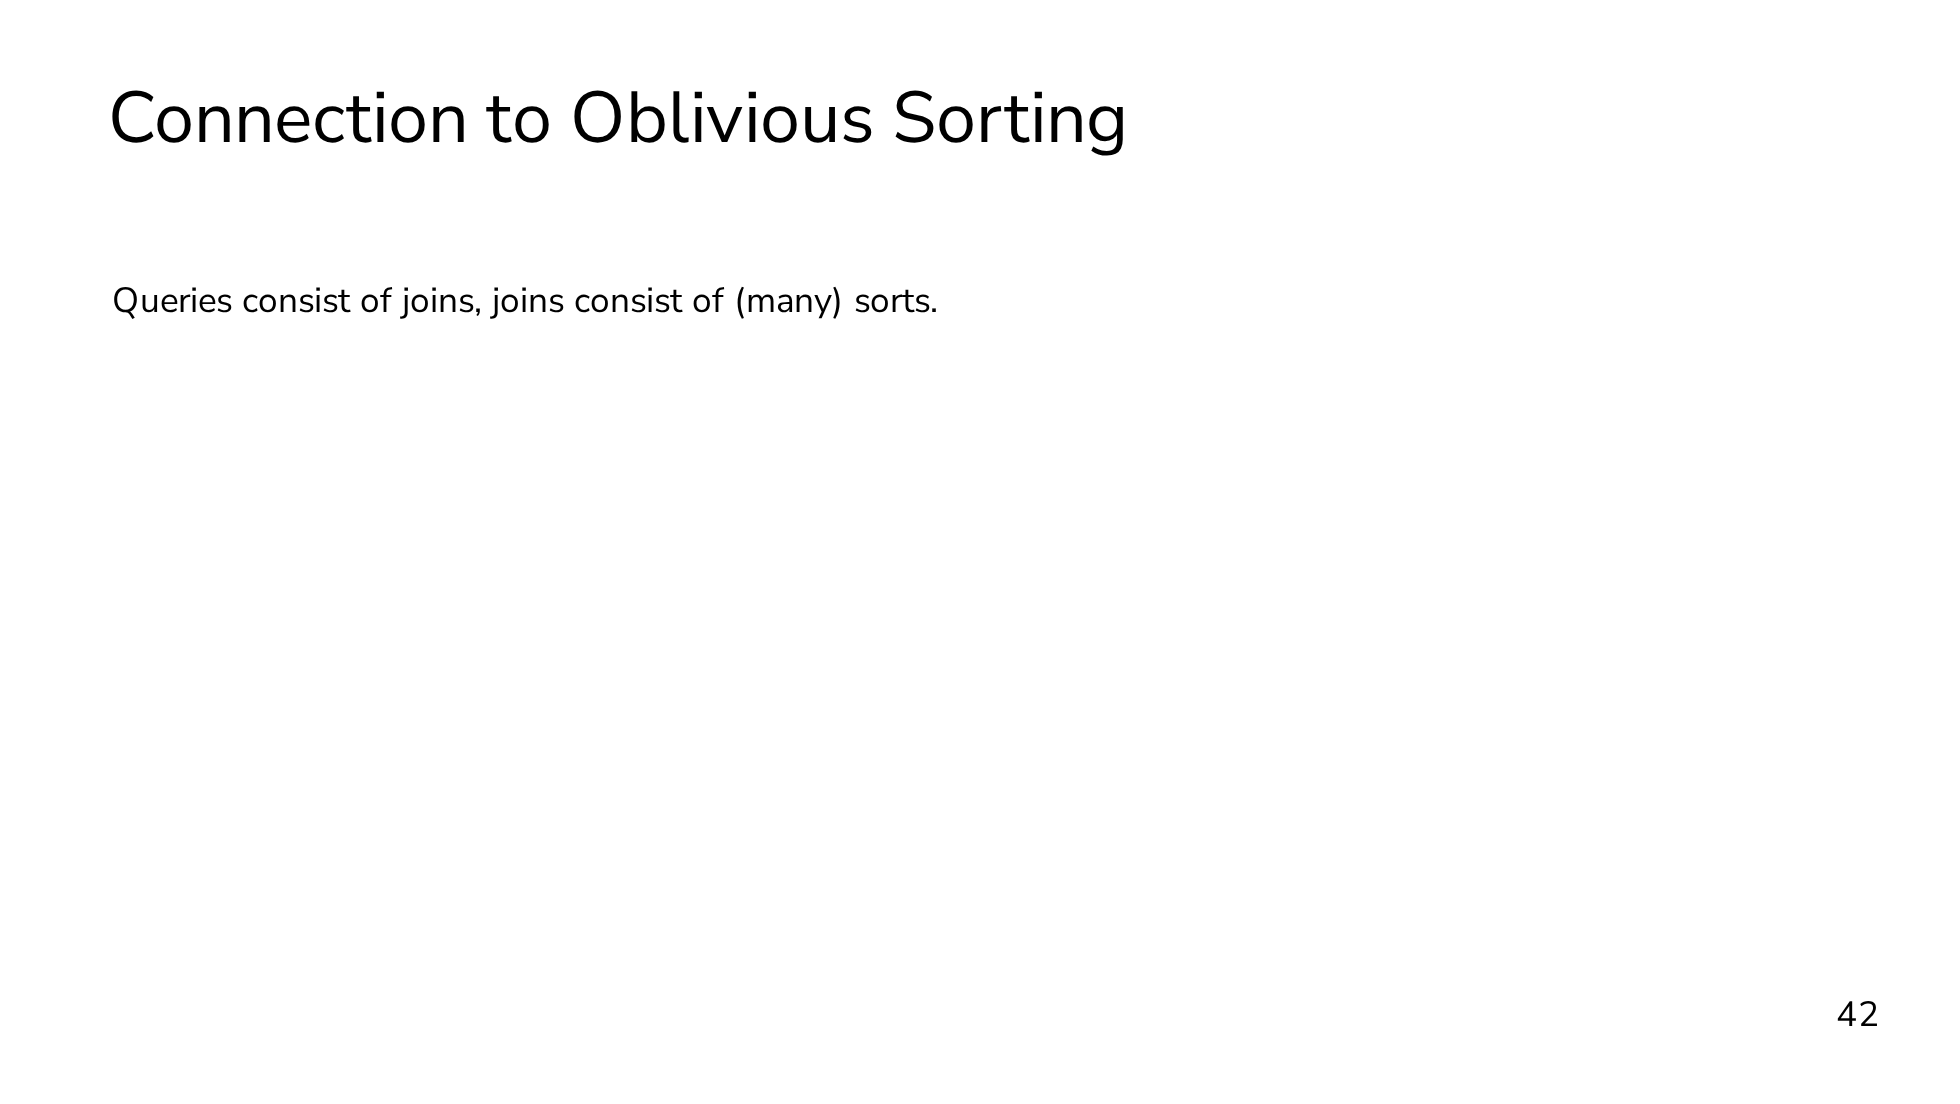 Connection to Oblivious Sorting
Queries consist of joins, joins consist of (many) sorts.
42